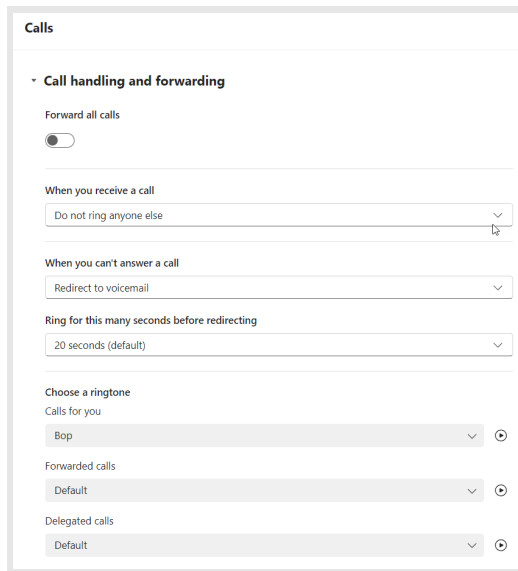 Calls
Call handling and forwarding
Forward all calls
When you receive a call
Do not ring anyone else
When you can't answer a call
Redirect to voicemail
Ring for this many seconds before redirecting
20 seconds (default)
Choose a ringtone
Calls for you
Bop
Forwarded calls
Default
Delegated calls
Default